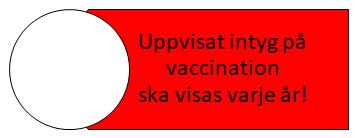 Uppvisat intyg på
vaccination
ska visas varje år!